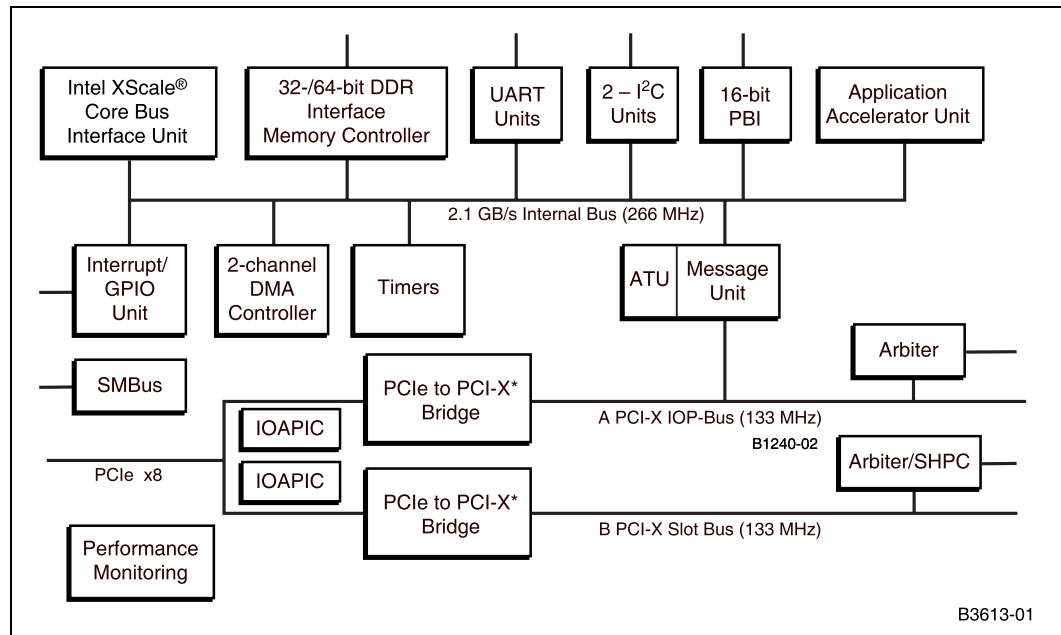 Intel XScale®
Core Bus
Interface Unit
32-/64-bit DDR
Interface
Memory Controller
UART
Units
2 – I²C
Units
16-bit
PBI
Application
Accelerator Unit
2.1 GB/s Internal Bus (266 MHz)
Interrupt/
GPIO
Unit
2-channel
DMA
Controller
Timers
ATU
Message
Unit
Arbiter
SMBus
PCIe to PCI-X*
Bridge
IOAPIC
A PCI-X IOP-Bus (133 MHz)
B1240-02
PCIe x8
IOAPIC
PCIe to PCI-X*
Bridge
Arbiter/SHPC
B PCI-X Slot Bus (133 MHz)
Performance
Monitoring
B3613-01